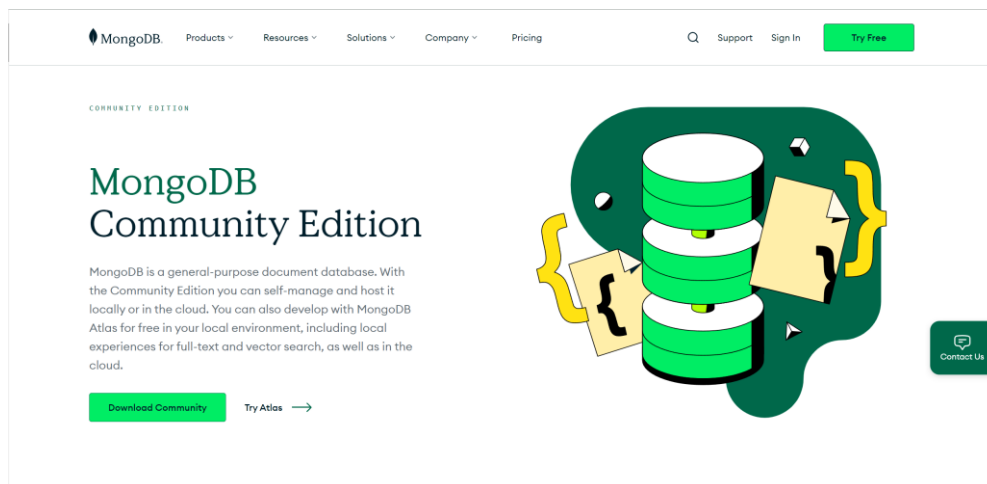 MongoDB. Products Resources Solutions Company Pricing Support Sign In Try Free
COMMUNITY EDITION
MongoDB
Community Edition
MongoDB is a general-purpose document database. With
the Community Edition you can self-manage and host it
locally or in the cloud. You can also develop with MongoDB
Atlas for free in your local environment, including local
experiences for full-text and vector search, as well as in the
cloud.
Download Community Try Atlas
{ { } }
Contact Us